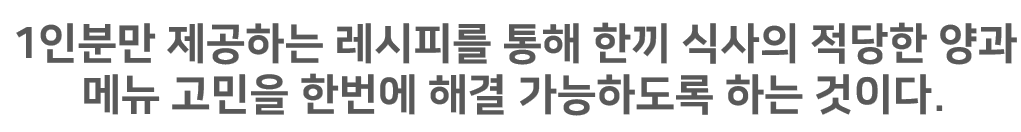 1인분만 제공하는 레시피를 통해 한끼 식사의 적당한 양과
메뉴 고민을 한번에 해결 가능하도록 하는 것이다.